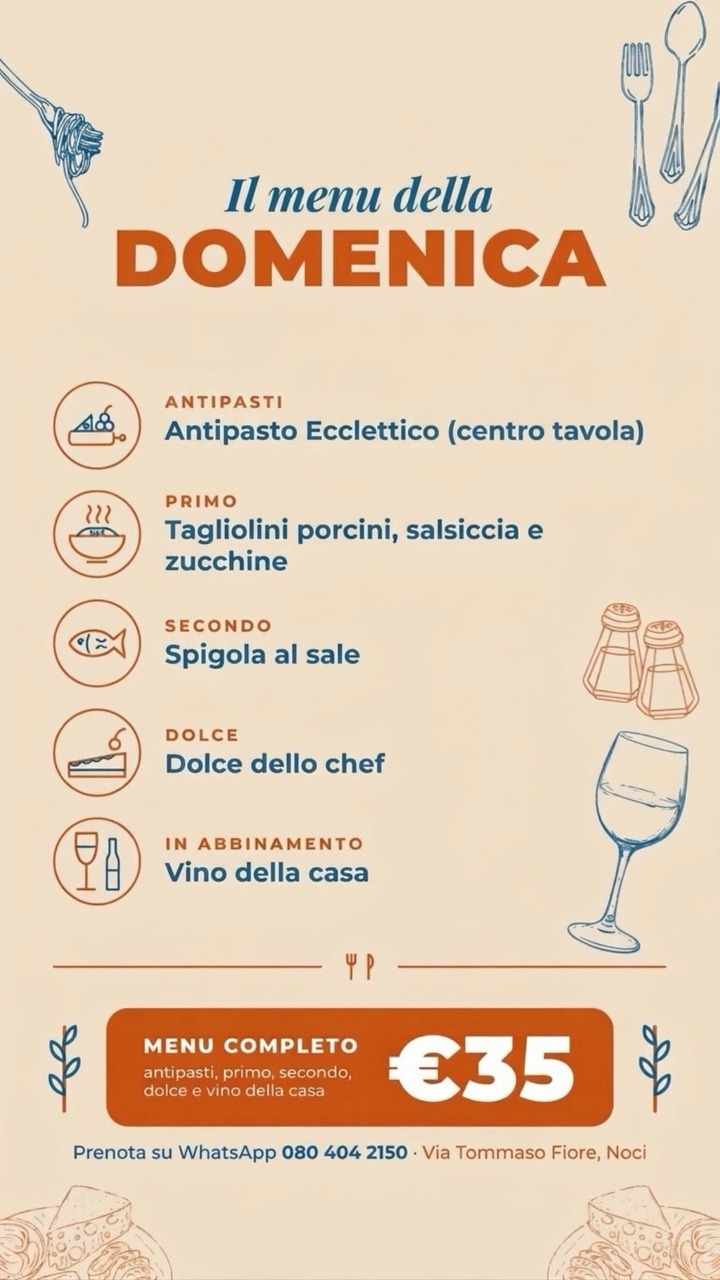 Il menu della
DOMENICA
ANTIPASTI
Antipasto Ecclettico (centro tavola)
PRIMO
Tagliolini porcini, salsiccia e
zucchine
SECONDO
Spigola al sale
DOLCE
Dolce dello chef
IN ABBINAMENTO
Vino della casa
MENU COMPLETO
antipasti, primo, secondo,
dolce e vino della casa
€35
Prenota su WhatsApp 080 404 2150 · Via Tommaso Fiore, Noci